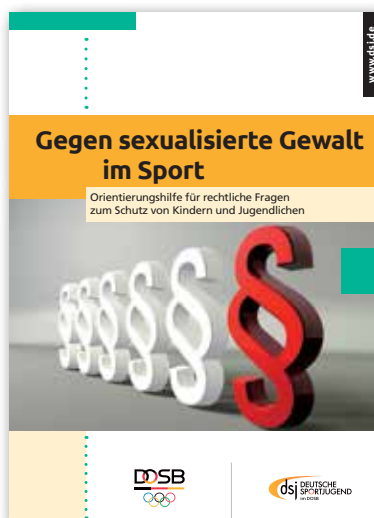 www.dsj.de
Gegen sexualisierte Gewalt
im Sport
Orientierungshilfe für rechtliche Fragen
zum Schutz von Kindern und Jugendlichen
§§§§§§
DOSB
dsj DEUTSCHE
SPORTJUGEND
im DOSB